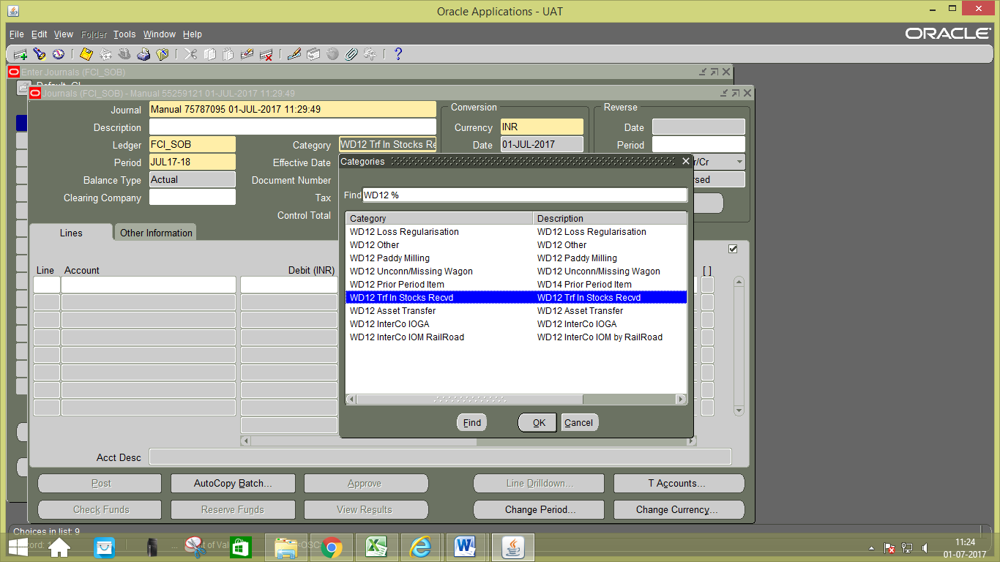 Oracle Applications - UAT
File Edit View Folder Tools Window Help
ORACLE
Enter Journals (FCI_SOB)
Journals (FCI_SOB) - Manual 55259121 01-JUL-2017 11:29:49
Journal Manual 75787095 01-JUL-2017 11:29:49
Conversion
Reverse
Description
Currency INR
Date
Ledger FCI_SOB
Category WD12 Trf In Stocks Re
Date 01-JUL-2017
Period
Period JUL17-18
Effective Date
Categories
r/Cr
Balance Type Actual
Document Number
rsed
Clearing Company
Tax
Find WD12 %
Control Total
Lines
Other Information
Category Description
WD12 Loss Regularisation WD12 Loss Regularisation
WD12 Other WD12 Other
WD12 Paddy Milling WD12 Paddy Milling
WD12 Unconn/Missing Wagon WD12 Unconn/Missing Wagon
WD12 Prior Period Item WD14 Prior Period Item
WD12 Trf In Stocks Recvd WD12 Trf In Stocks Recvd
WD12 Asset Transfer WD12 Asset Transfer
WD12 InterCo IOGA WD12 InterCo IOGA
WD12 InterCo IOM RailRoad WD12 InterCo IOM by RailRoad
Line Account Debit (INR) [ ]
Find OK Cancel
Acct Desc
Post AutoCopy Batch... Approve Line Drilldown... T Accounts...
Check Funds Reserve Funds View Results Change Period... Change Currency...
Choices in list: 9
11:24
01-07-2017